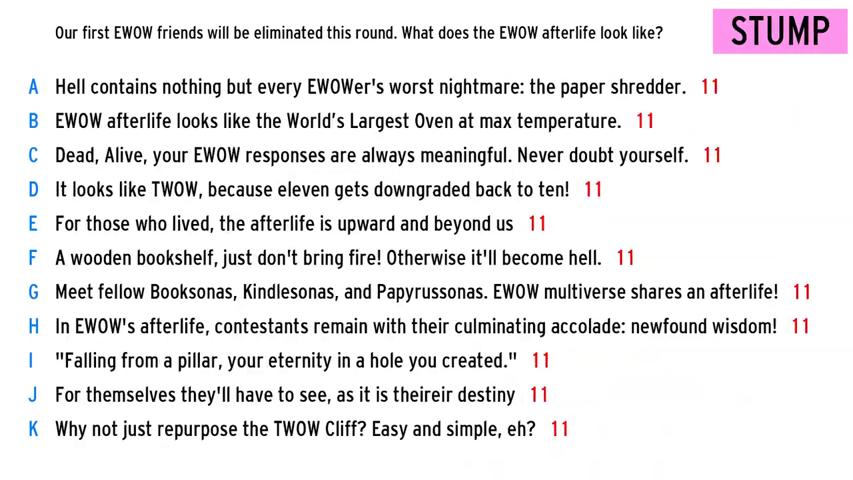 Our first EWOW friends will be eliminated this round. What does the EWOW afterlife look like?
STUMP
A Hell contains nothing but every EWOWer's worst nightmare: the paper shredder. 11
B EWOW afterlife looks like the World’s Largest Oven at max temperature. 11
C Dead, Alive, your EWOW responses are always meaningful. Never doubt yourself. 11
D It looks like TWOW, because eleven gets downgraded back to ten! 11
E For those who lived, the afterlife is upward and beyond us 11
F A wooden bookshelf, just don't bring fire! Otherwise it'll become hell. 11
G Meet fellow Booksonas, Kindlesonas, and Papyrussonas. EWOW multiverse shares an afterlife! 11
H In EWOW's afterlife, contestants remain with their culminating accolade: newfound wisdom! 11
I "Falling from a pillar, your eternity in a hole you created." 11
J For themselves they'll have to see, as it is theireir destiny 11
K Why not just repurpose the TWOW Cliff? Easy and simple, eh? 11